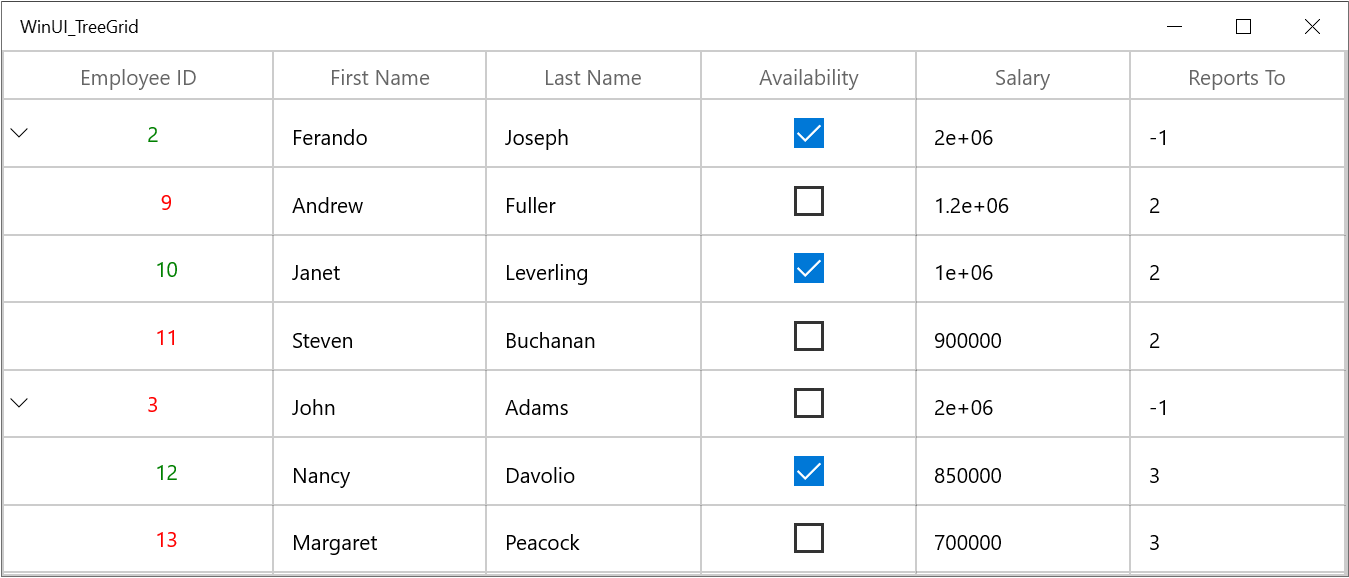 WinUI_TreeGrid
Employee ID First Name Last Name Availability Salary Reports To
2 Ferando Joseph 2e+06 -1
9 Andrew Fuller 1.2e+06 2
10 Janet Leverling 1e+06 2
11 Steven Buchanan 900000 2
3 John Adams 2e+06 -1
12 Nancy Davolio 850000 3
13 Margaret Peacock 700000 3